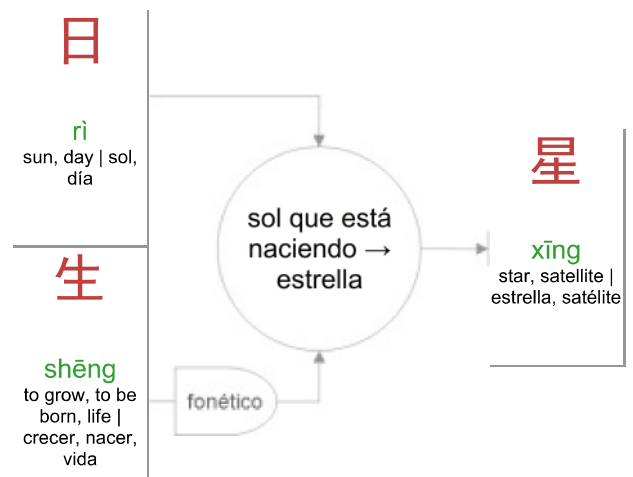 日
rì
sun, day | sol,
día
生
shēng
to grow, to be
born, life |
crecer, nacer,
vida
fonético
sol que está
naciendo →
estrella
星
xīng
star, satellite |
estrella, satélite